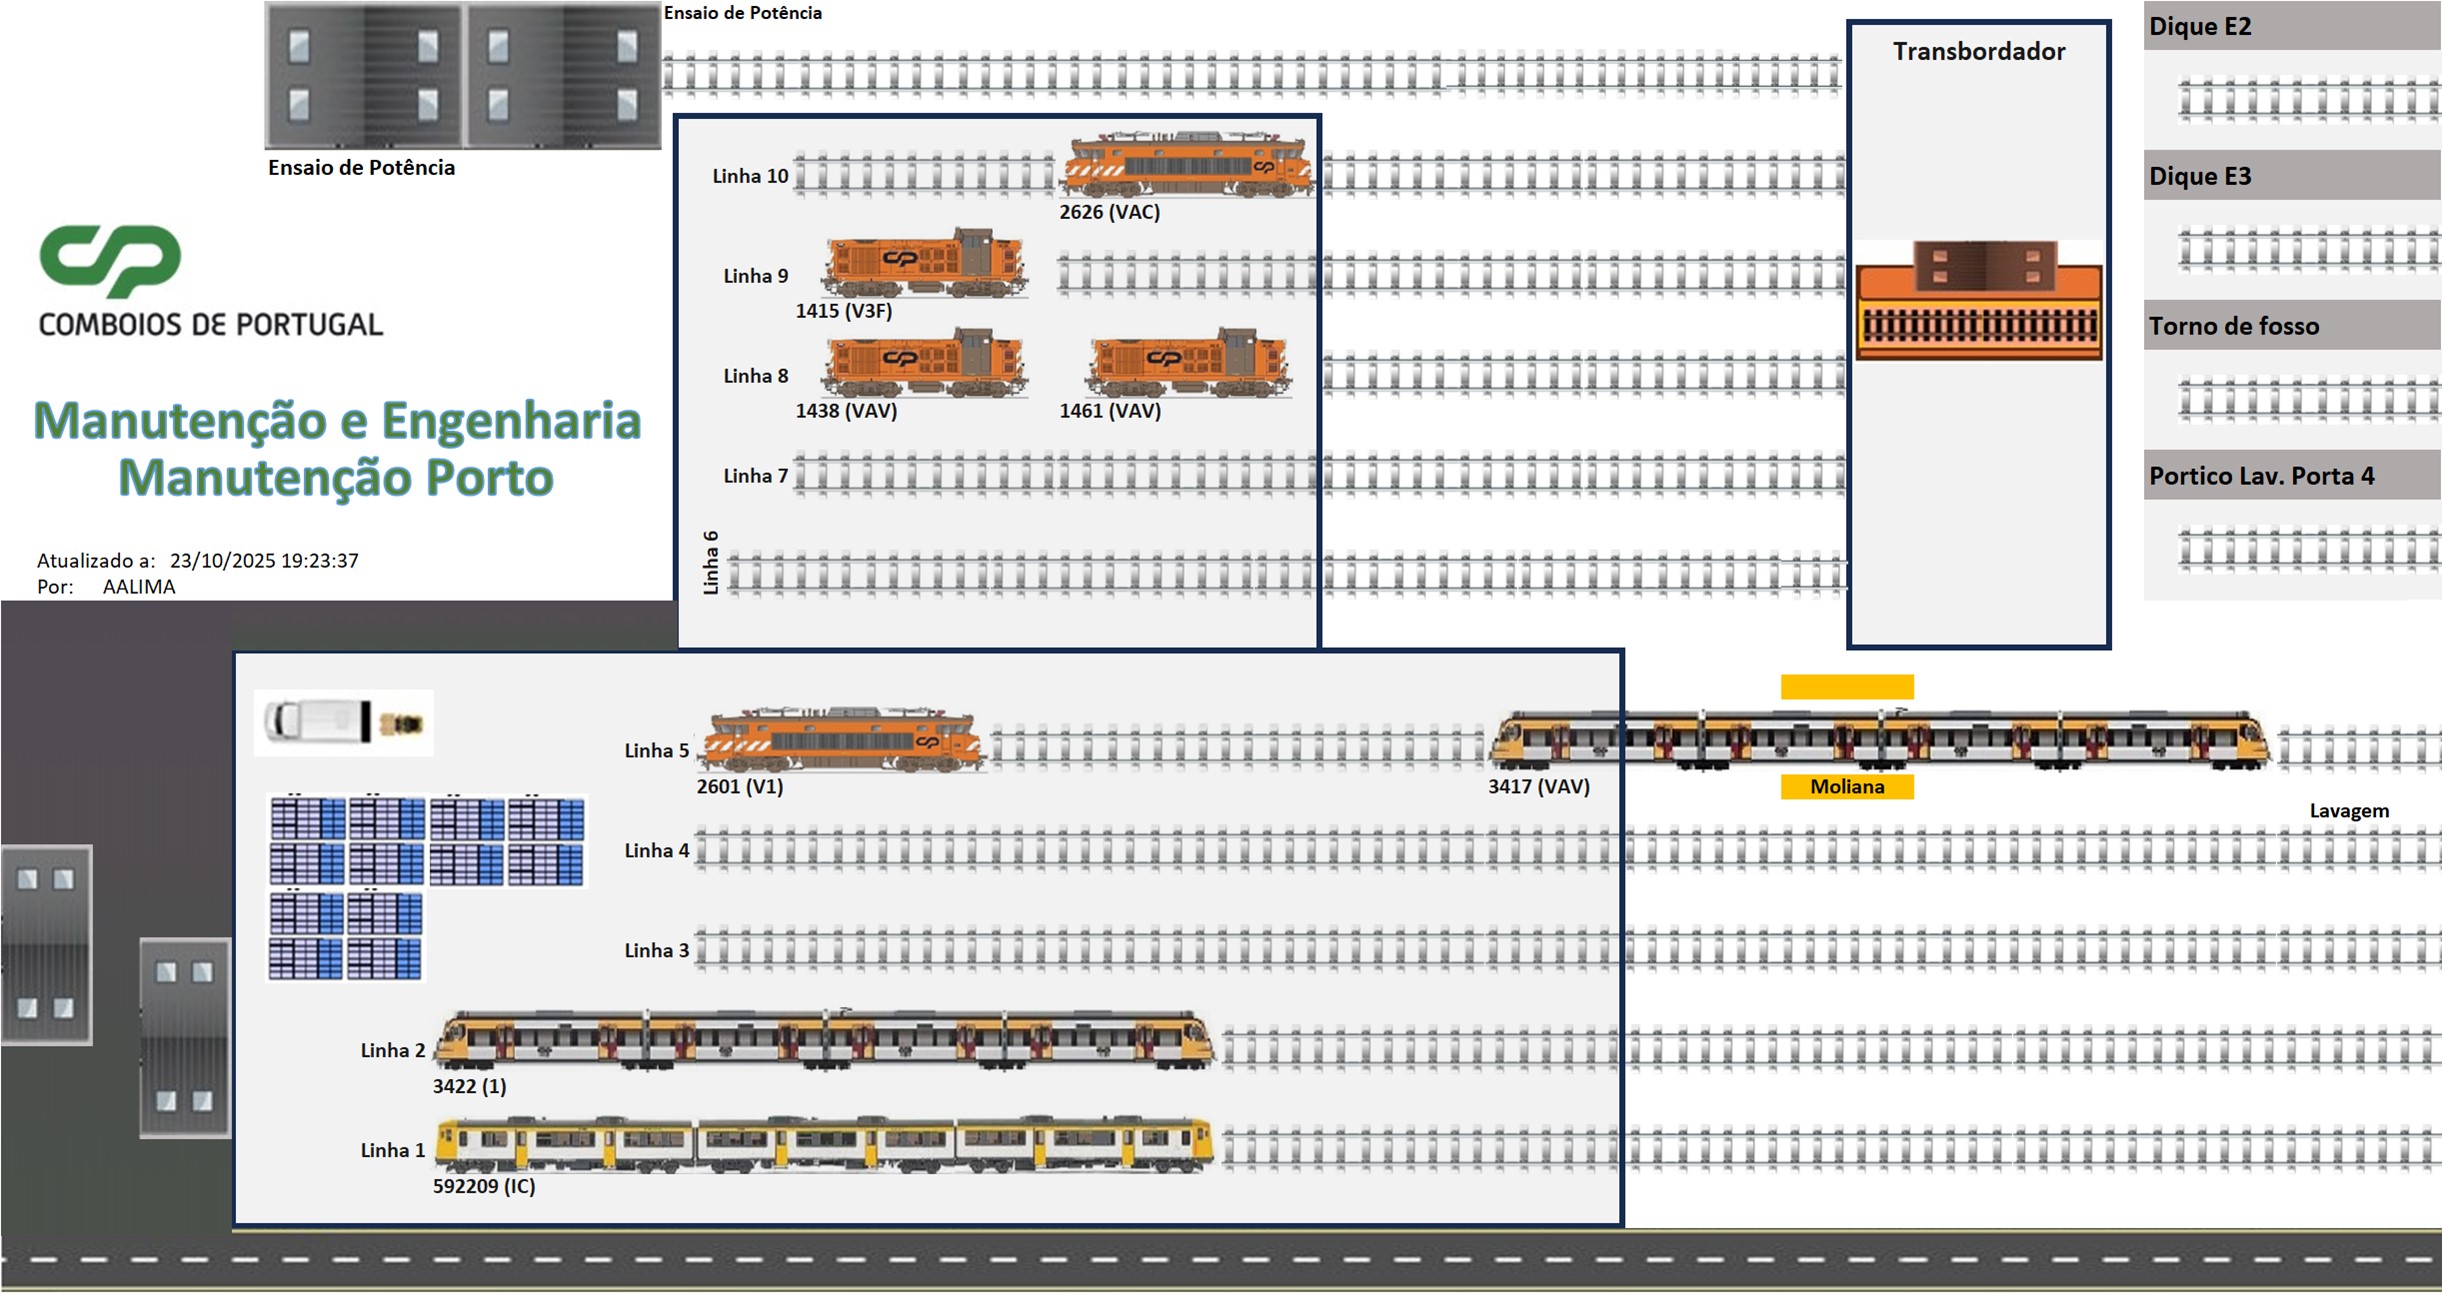 Ensaio de Potência
Transbordador
Dique E2
Ensaio de Potência
Linha 10
2626 (VAC)
Dique E3
CP
COMBOIOS DE PORTUGAL
Linha 9
1415 (V3F)
Torno de fosso
Linha 8
1438 (VAV)
1461 (VAV)
Manutenção e Engenharia
Manutenção Porto
Linha 7
Portico Lav. Porta 4
Linha 6
Atualizado a: 23/10/2025 19:23:37
Por: AALIMA
Linha 5
2601 (V1)
3417 (VAV)
Moliana
Lavagem
Linha 4
Linha 3
Linha 2
3422 (1)
Linha 1
592209 (IC)